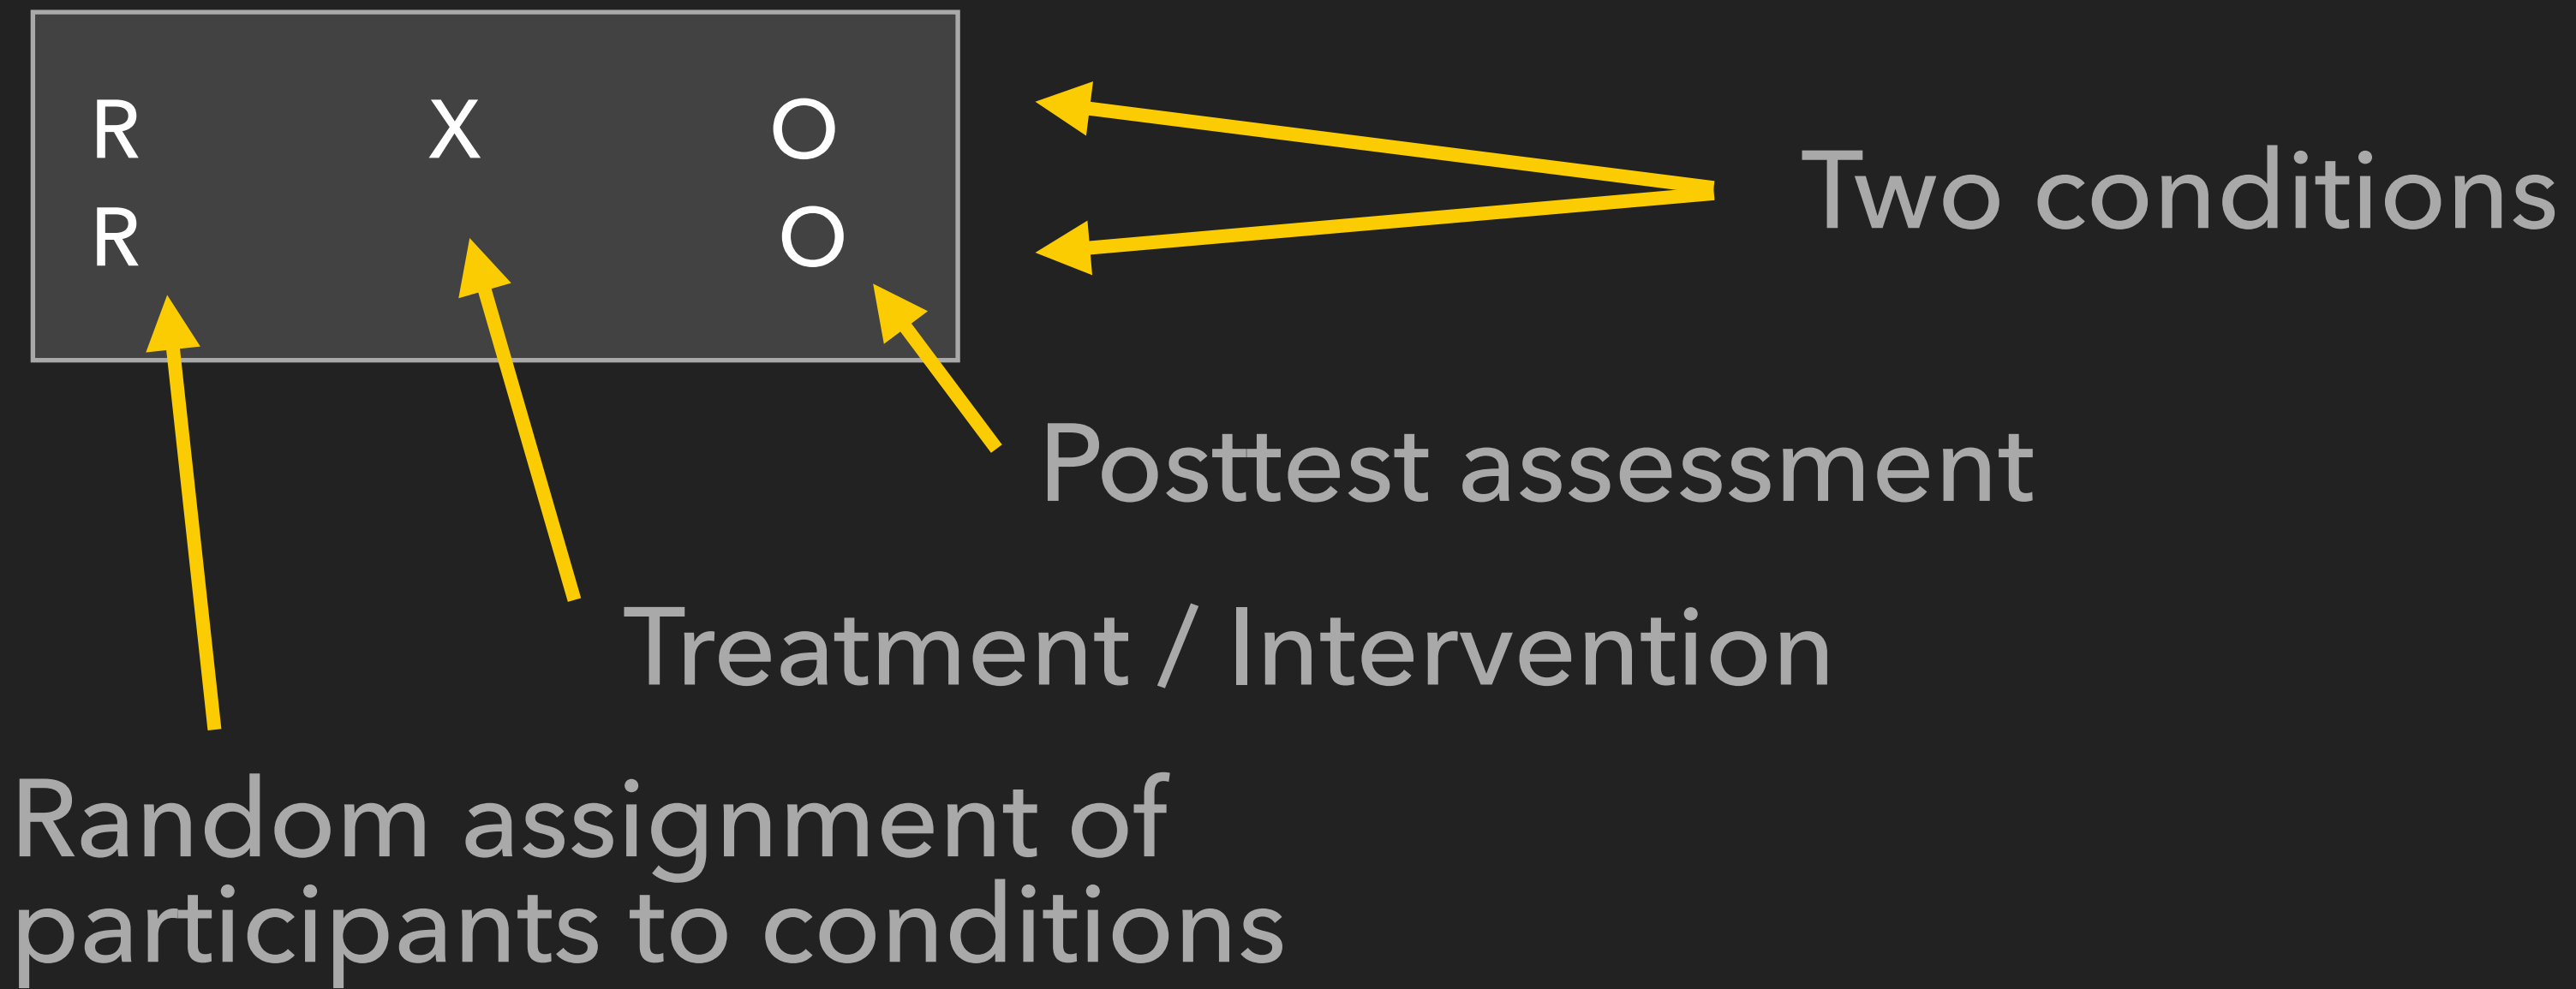 R X O
R O
Two conditions
Posttest assessment
Treatment / Intervention
Random assignment of
participants to conditions